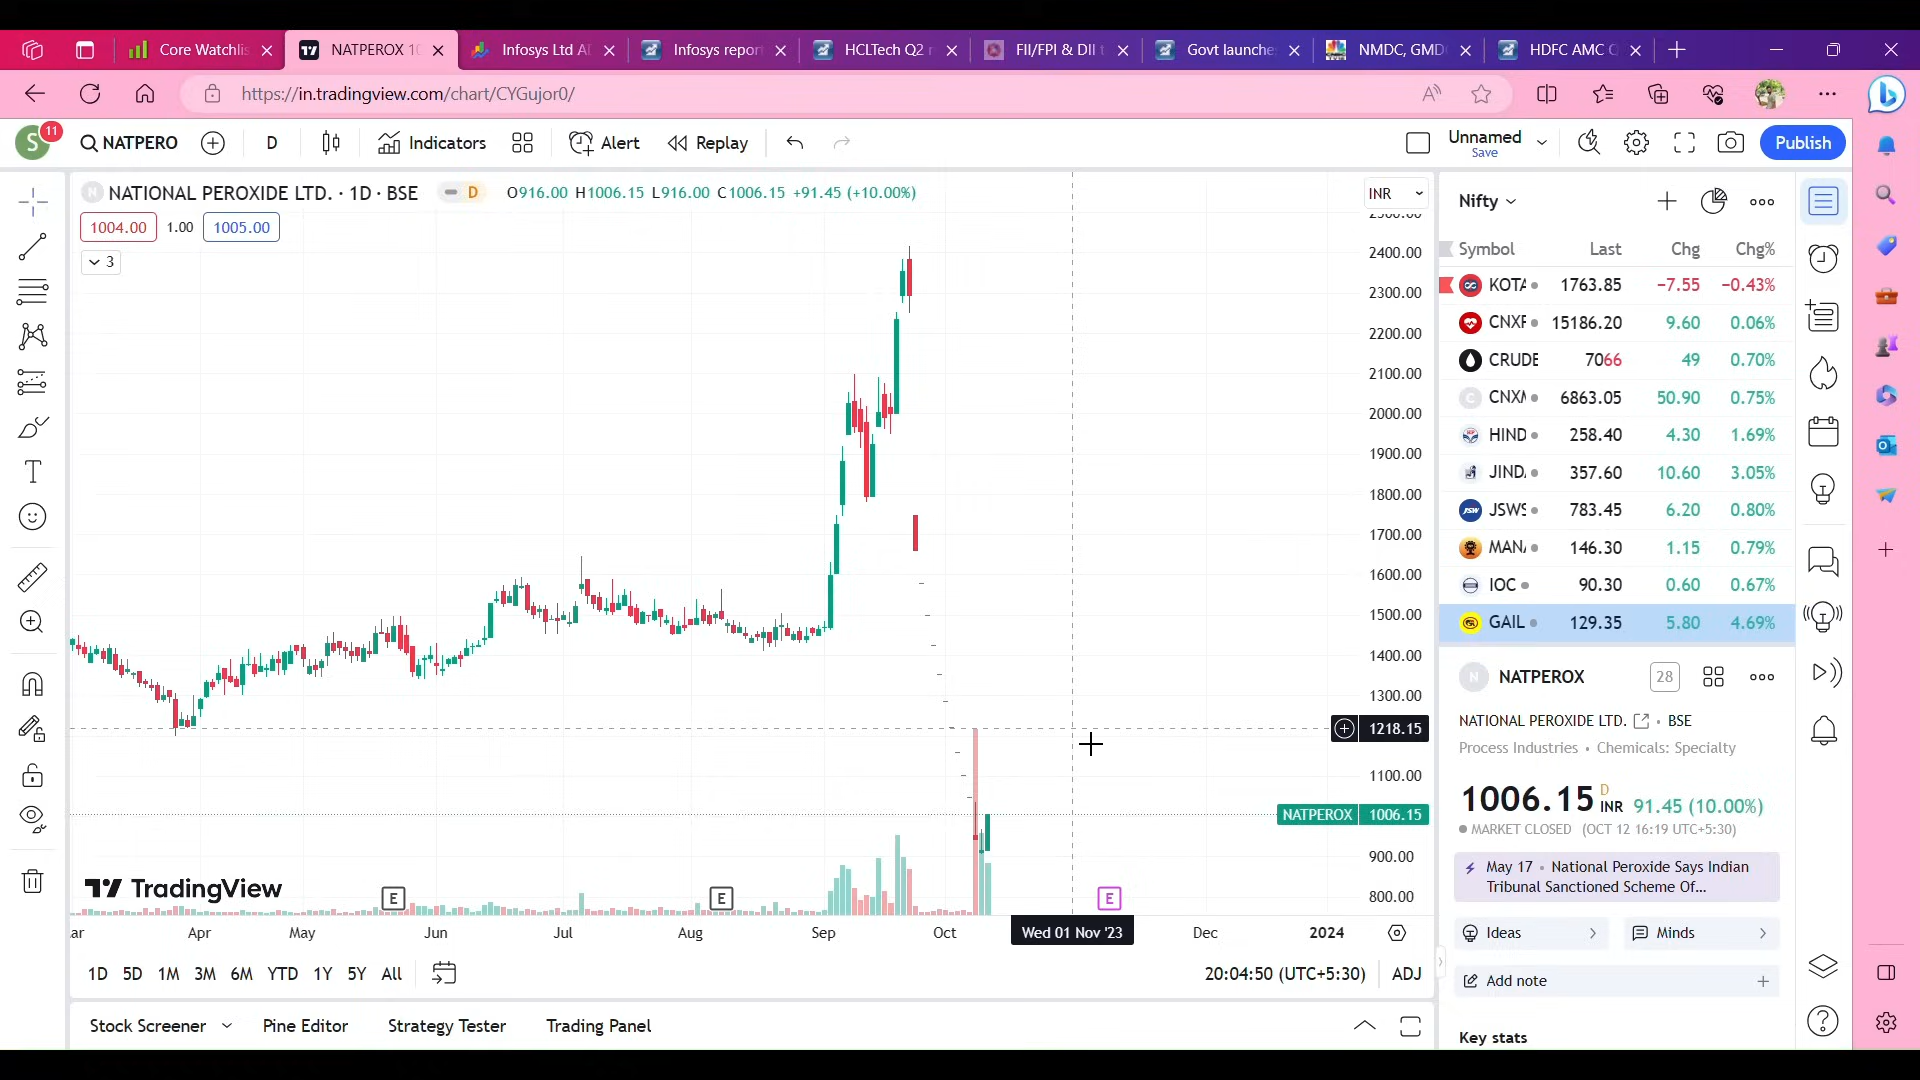 Core Watchlis
NATPEROX 10
Infosys Ltd AD
Infosys report
HCLTech Q2 r
FII/FPI & DII t
Govt launche
NMDC, GMD
HDFC AMC Q
https://in.tradingview.com/chart/CYGujor0/
S
11
NATPERO
D
Indicators
Alert
Replay
Unnamed
Save
Publish
N
NATIONAL PEROXIDE LTD. · 1D · BSE
D
O916.00 H1006.15 L916.00 C1006.15 +91.45 (+10.00%)
INR
1004.00
1.00
1005.00
3
2400.00
2300.00
2200.00
2100.00
2000.00
1900.00
1800.00
1700.00
1600.00
1500.00
1400.00
1300.00
1218.15
1100.00
NATPEROX 1006.15
900.00
800.00
TradingView
E
E
E
Apr
May
Jun
Jul
Aug
Sep
Oct
Wed 01 Nov '23
Dec
2024
1D 5D 1M 3M 6M YTD 1Y 5Y All
20:04:50 (UTC+5:30)
ADJ
Stock Screener
Pine Editor
Strategy Tester
Trading Panel
Nifty
Symbol Last Chg Chg%
KOTA 1763.85 −7.55 −0.43%
15186.20 9.60 0.06%
CRUDE 7066 49 0.70%
6863.05 50.90 0.75%
HIND 258.40 4.30 1.69%
JIND 357.60 10.60 3.05%
JSW JSWS 783.45 6.20 0.80%
MAN 146.30 1.15 0.79%
IOC 90.30 0.60 0.67%
GAIL 129.35 5.80 4.69%
N
NATPEROX
28
NATIONAL PEROXIDE LTD. • BSE
Process Industries • Chemicals: Specialty
1006.15 D INR 91.45 (10.00%)
MARKET CLOSED (OCT 12 16:19 UTC+5:30)
May 17 • National Peroxide Says Indian
Tribunal Sanctioned Scheme Of...
Ideas
Minds
Add note
Key stats